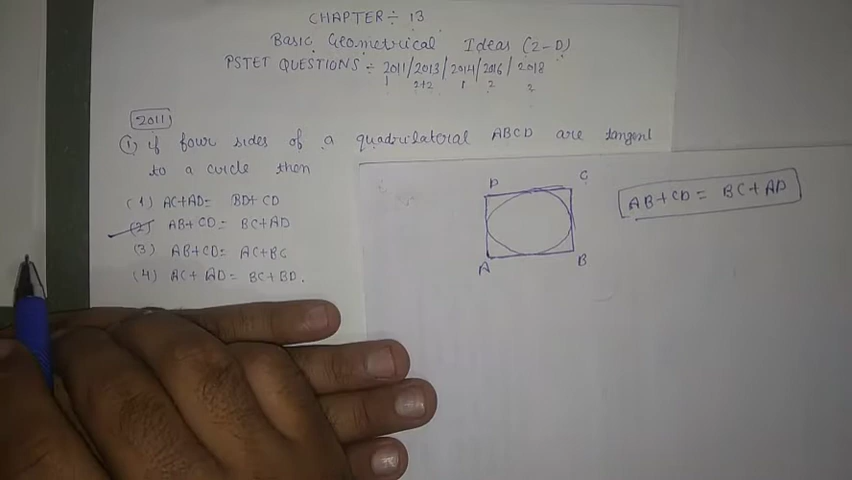 CHAPTER ÷ 13
Basic Geometrical Ideas (2-D)
PSTET QUESTIONS ÷ 2011/2013/2014/2016/2018
1 2+2 1 2 2
2011
(i) if four sides of a quadrilateral ABCD are tangent
to a circle then
(1) AC+AD= BD+CD
(2) AB+CD= BC+AD
(3) AB+CD= AC+BC
(4) AC+AD= BC+BD.
D C
A B
AB+CD= BC+AD